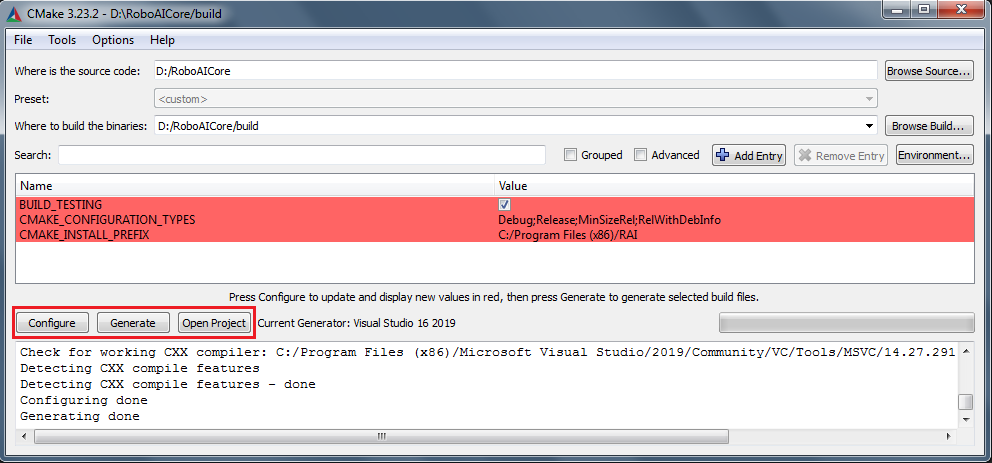 CMake 3.23.2 - D:\RoboAICore/build
File Tools Options Help
Where is the source code: D:/RoboAICore Browse Source...
Preset: <custom>
Where to build the binaries: D:/RoboAICore/build Browse Build...
Search: Grouped Advanced Add Entry Remove Entry Environment...
Name Value
BUILD_TESTING
CMAKE_CONFIGURATION_TYPES Debug;Release;MinSizeRel;RelWithDebInfo
CMAKE_INSTALL_PREFIX C:/Program Files (x86)/RAI
Press Configure to update and display new values in red, then press Generate to generate selected build files.
Configure Generate Open Project Current Generator: Visual Studio 16 2019
Check for working CXX compiler: C:/Program Files (x86)/Microsoft Visual Studio/2019/Community/VC/Tools/MSVC/14.27.291
Detecting CXX compile features
Detecting CXX compile features - done
Configuring done
Generating done